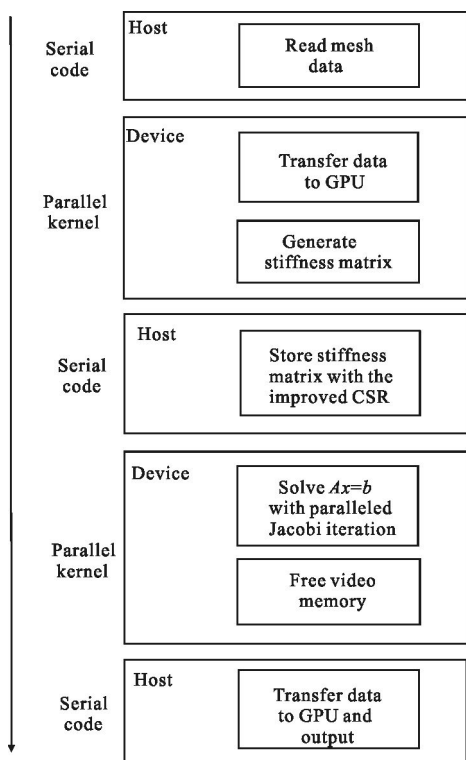 Host
Serial
code
Read mesh
data
Device
Parallel
kernel
Transfer data
to GPU
Generate
stiffness matrix
Host
Serial
code
Store stiffness
matrix with the
improved CSR
Device
Parallel
kernel
Solve Ax=b
with paralleled
Jacobi iteration
Free video
memory
Host
Serial
code
Transfer data
to GPU and
output